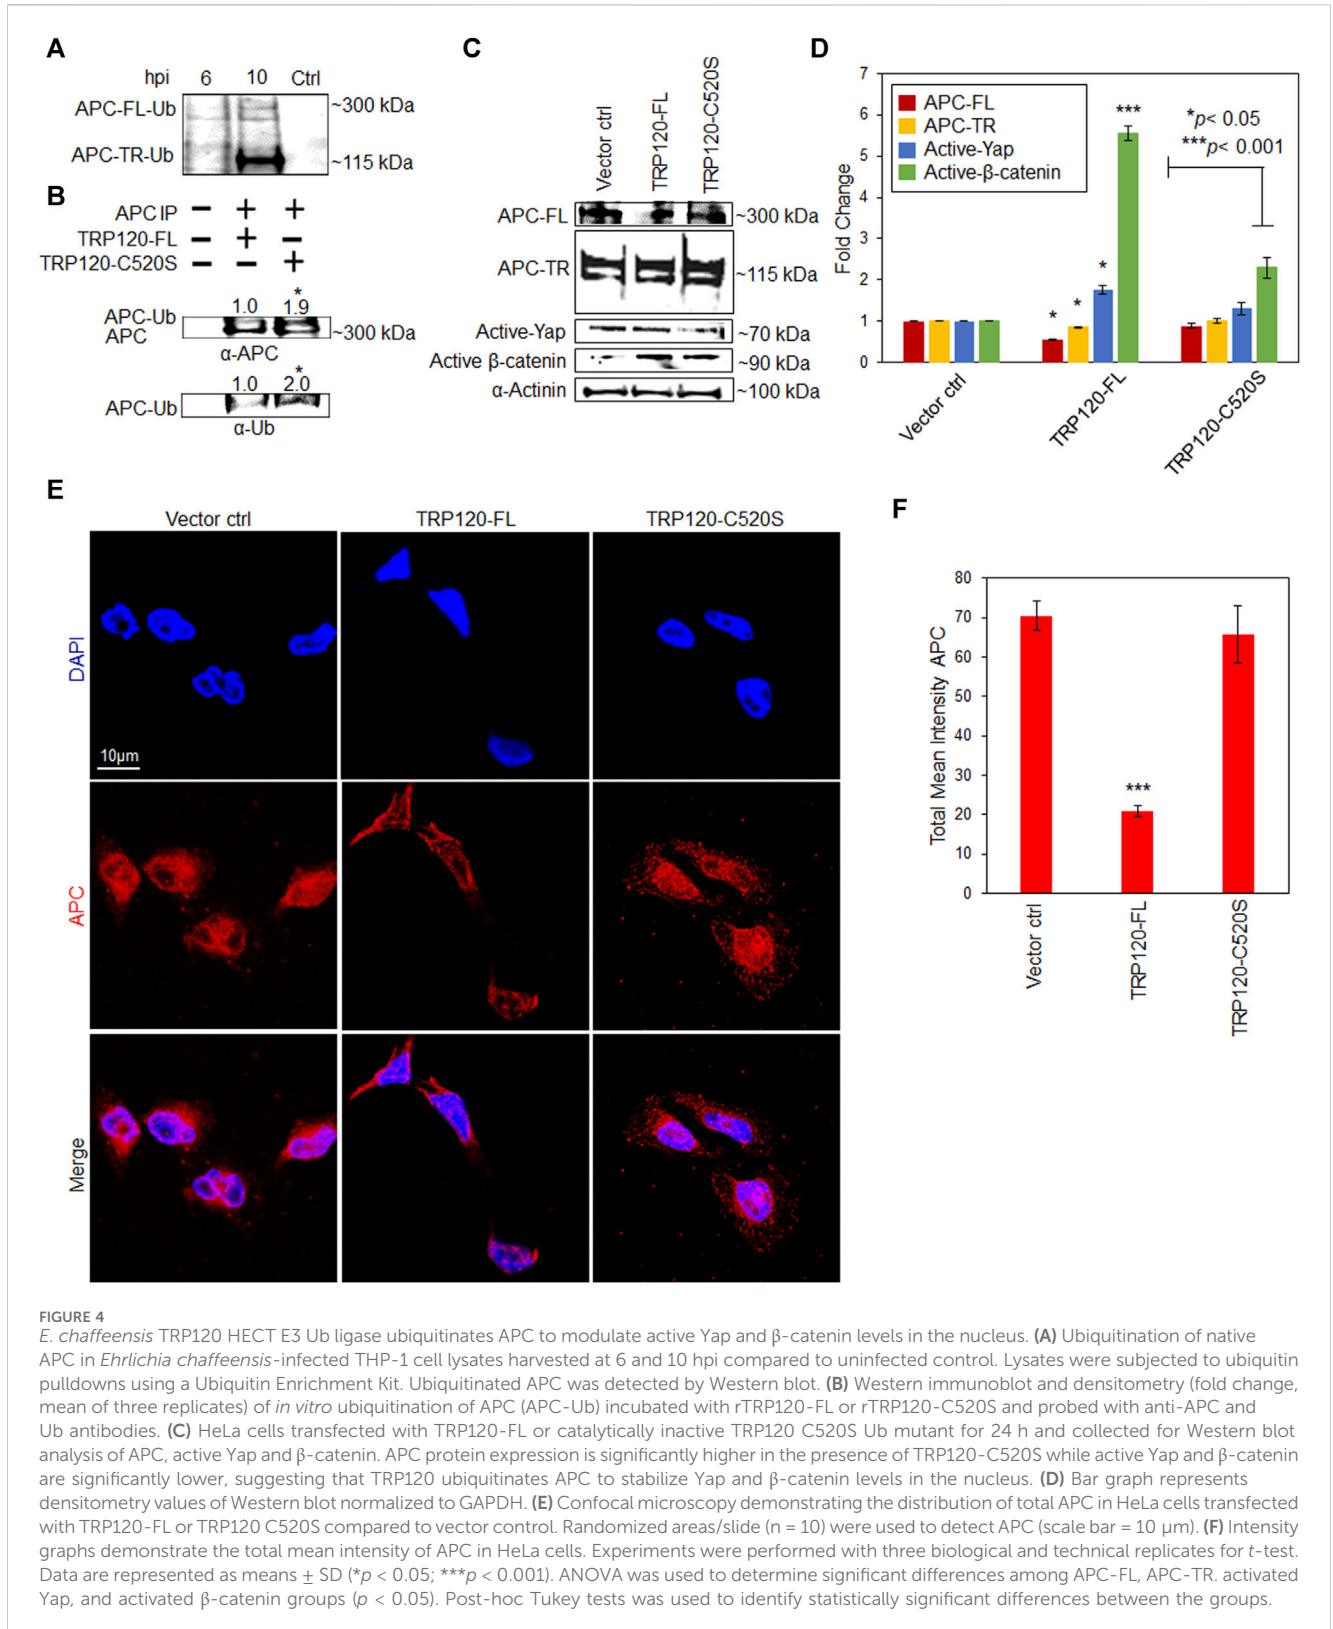 A
hpi 6 10 Ctrl
APC-FL-Ub ~300 kDa
APC-TR-Ub ~115 kDa
B
APC IP − + +
TRP120-FL − + −
TRP120-C520S − − +
*
1.0 1.9
APC-Ub
APC ~300 kDa
α-APC
*
1.0 2.0
APC-Ub
α-Ub
C
Vector ctrl
TRP120-FL
TRP120-C520S
APC-FL ~300 kDa
APC-TR ~115 kDa
Active-Yap ~70 kDa
Active β-catenin ~90 kDa
α-Actinin ~100 kDa
D
Fold Change
7
6
5
4
3
2
1
0
APC-FL
APC-TR
Active-Yap
Active-β-catenin
* * * ***
*p< 0.05
***p< 0.001
Vector ctrl
TRP120-FL
TRP120-C520S
E
Vector ctrl TRP120-FL TRP120-C520S
DAPI
10µm
APC
Merge
F
Total Mean Intensity APC
80
70
60
50
40
30
20
10
0
***
Vector ctrl
TRP120-FL
TRP120-C520S
FIGURE 4
E. chaffeensis TRP120 HECT E3 Ub ligase ubiquitinates APC to modulate active Yap and β-catenin levels in the nucleus. (A) Ubiquitination of native
APC in Ehrlichia chaffeensis-infected THP-1 cell lysates harvested at 6 and 10 hpi compared to uninfected control. Lysates were subjected to ubiquitin
pulldowns using a Ubiquitin Enrichment Kit. Ubiquitinated APC was detected by Western blot. (B) Western immunoblot and densitometry (fold change,
mean of three replicates) of in vitro ubiquitination of APC (APC-Ub) incubated with rTRP120-FL or rTRP120-C520S and probed with anti-APC and
Ub antibodies. (C) HeLa cells transfected with TRP120-FL or catalytically inactive TRP120 C520S Ub mutant for 24 h and collected for Western blot
analysis of APC, active Yap and β-catenin. APC protein expression is significantly higher in the presence of TRP120-C520S while active Yap and β-catenin
are significantly lower, suggesting that TRP120 ubiquitinates APC to stabilize Yap and β-catenin levels in the nucleus. (D) Bar graph represents
densitometry values of Western blot normalized to GAPDH. (E) Confocal microscopy demonstrating the distribution of total APC in HeLa cells transfected
with TRP120-FL or TRP120 C520S compared to vector control. Randomized areas/slide (n = 10) were used to detect APC (scale bar = 10 µm). (F) Intensity
graphs demonstrate the total mean intensity of APC in HeLa cells. Experiments were performed with three biological and technical replicates for t-test.
Data are represented as means ± SD (*p < 0.05; ***p < 0.001). ANOVA was used to determine significant differences among APC-FL, APC-TR. activated
Yap, and activated β-catenin groups (p < 0.05). Post-hoc Tukey tests was used to identify statistically significant differences between the groups.